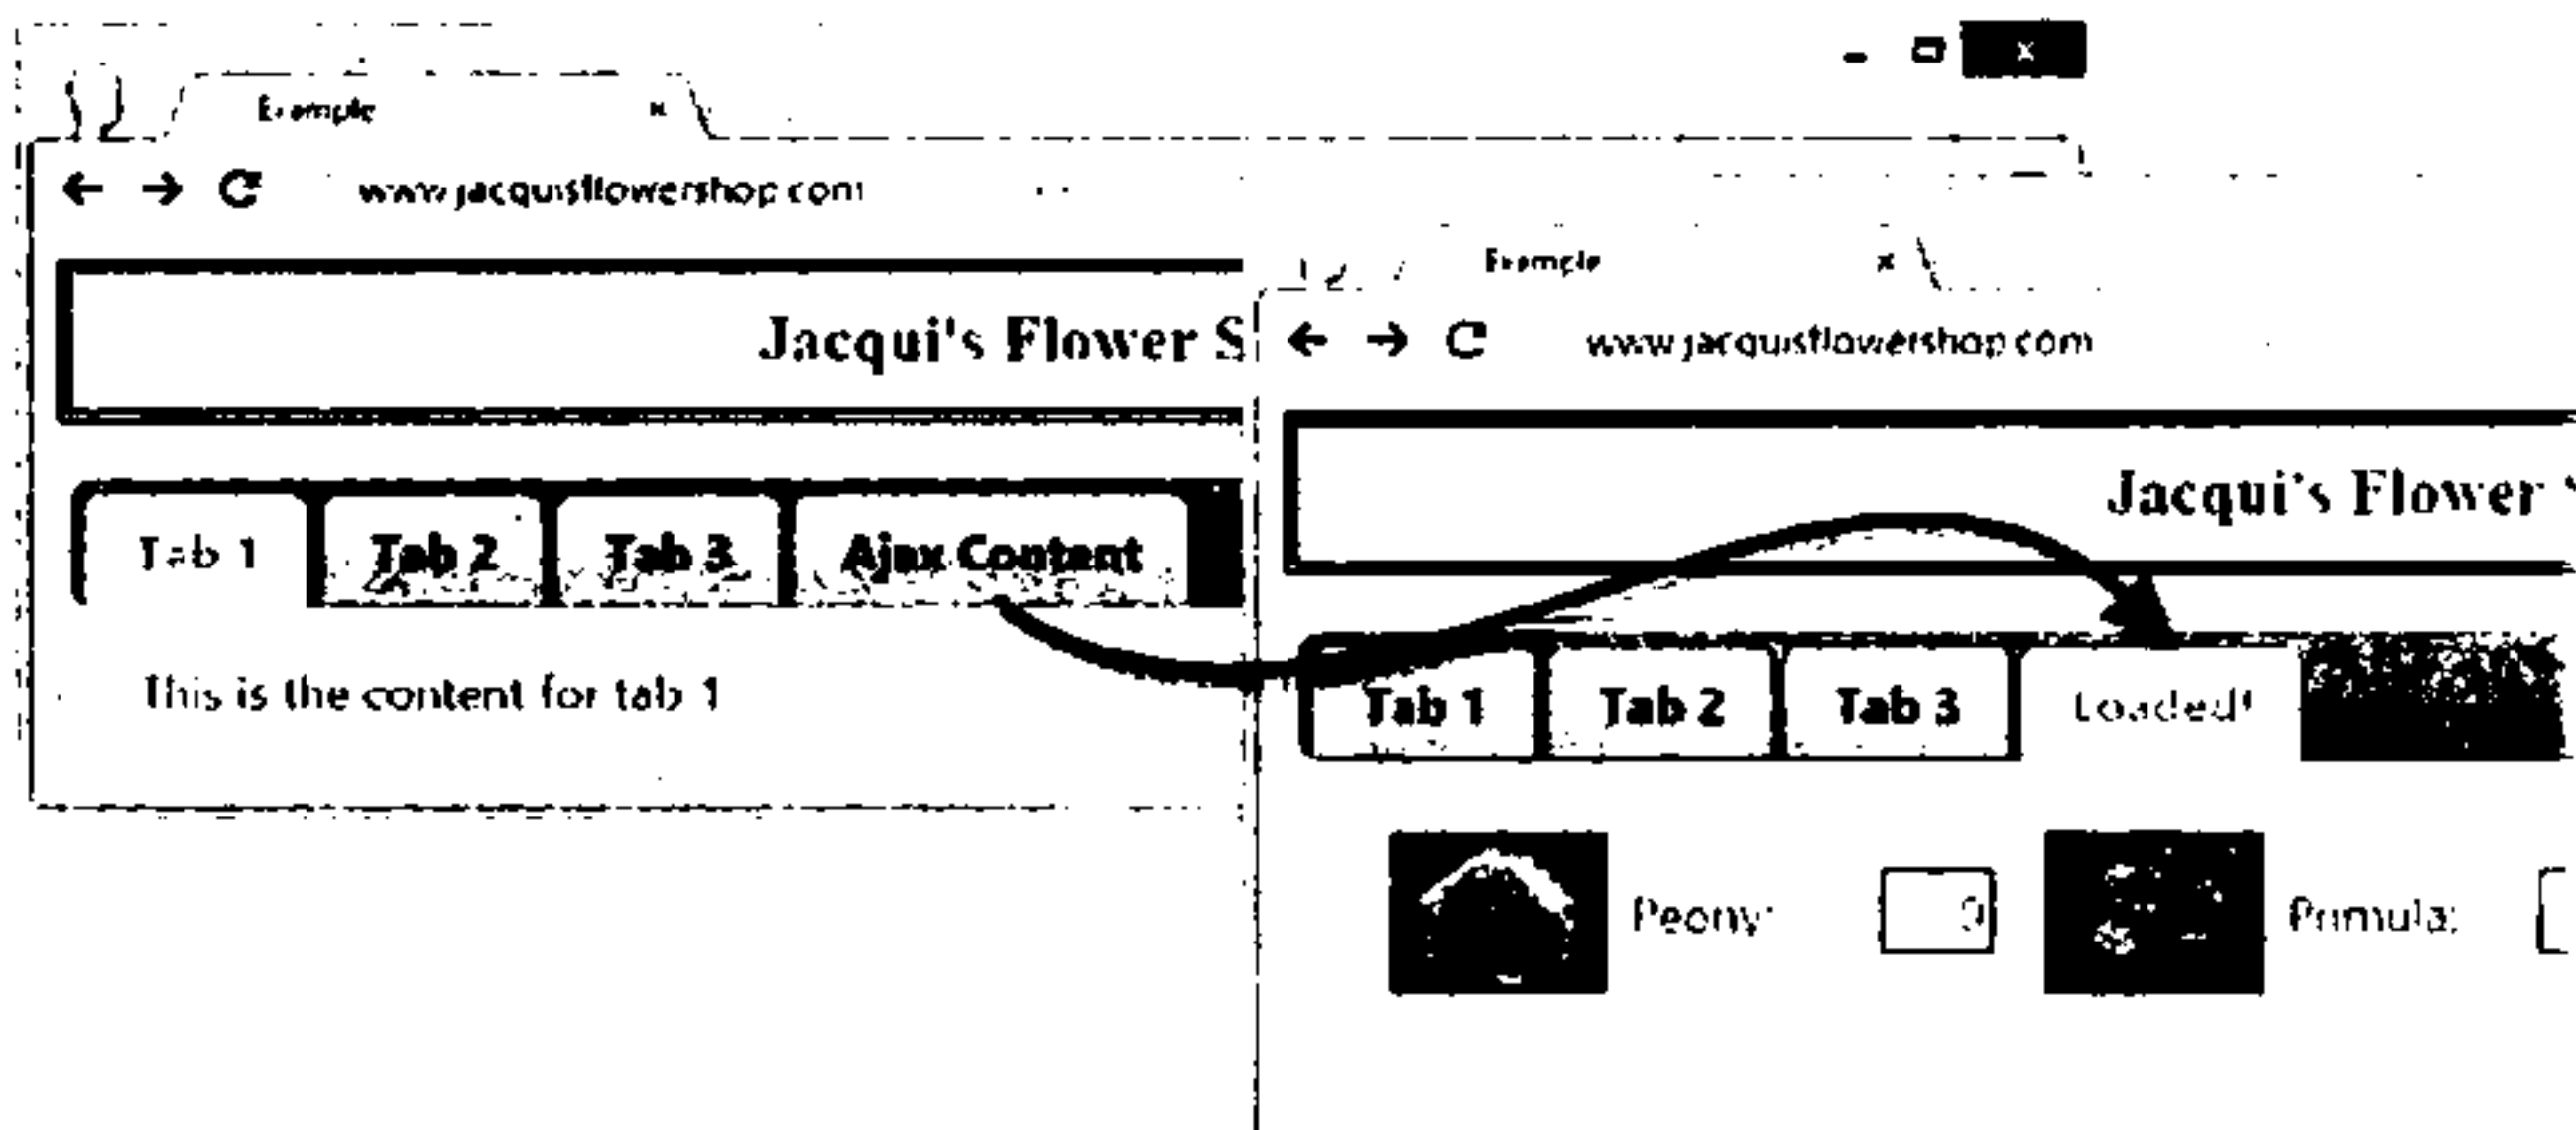 Example
www.jacquisflowershop.com
Jacqui's Flower S
Tab 1 Tab 2 Tab 3 Ajax Content
This is the content for tab 1
Example
www.jacquisflowershop.com
Jacqui's Flower
Tab 1 Tab 2 Tab 3 Loaded!
Peony: 0 Primula: